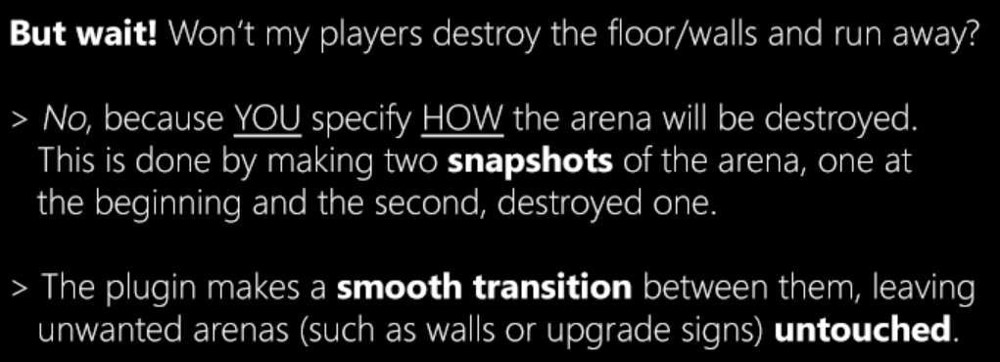 But wait! Won't my players destroy the floor/walls and run away?
> No, because YOU specify HOW the arena will be destroyed.
This is done by making two snapshots of the arena, one at
the beginning and the second, destroyed one.
> The plugin makes a smooth transition between them, leaving
unwanted arenas (such as walls or upgrade signs) untouched.